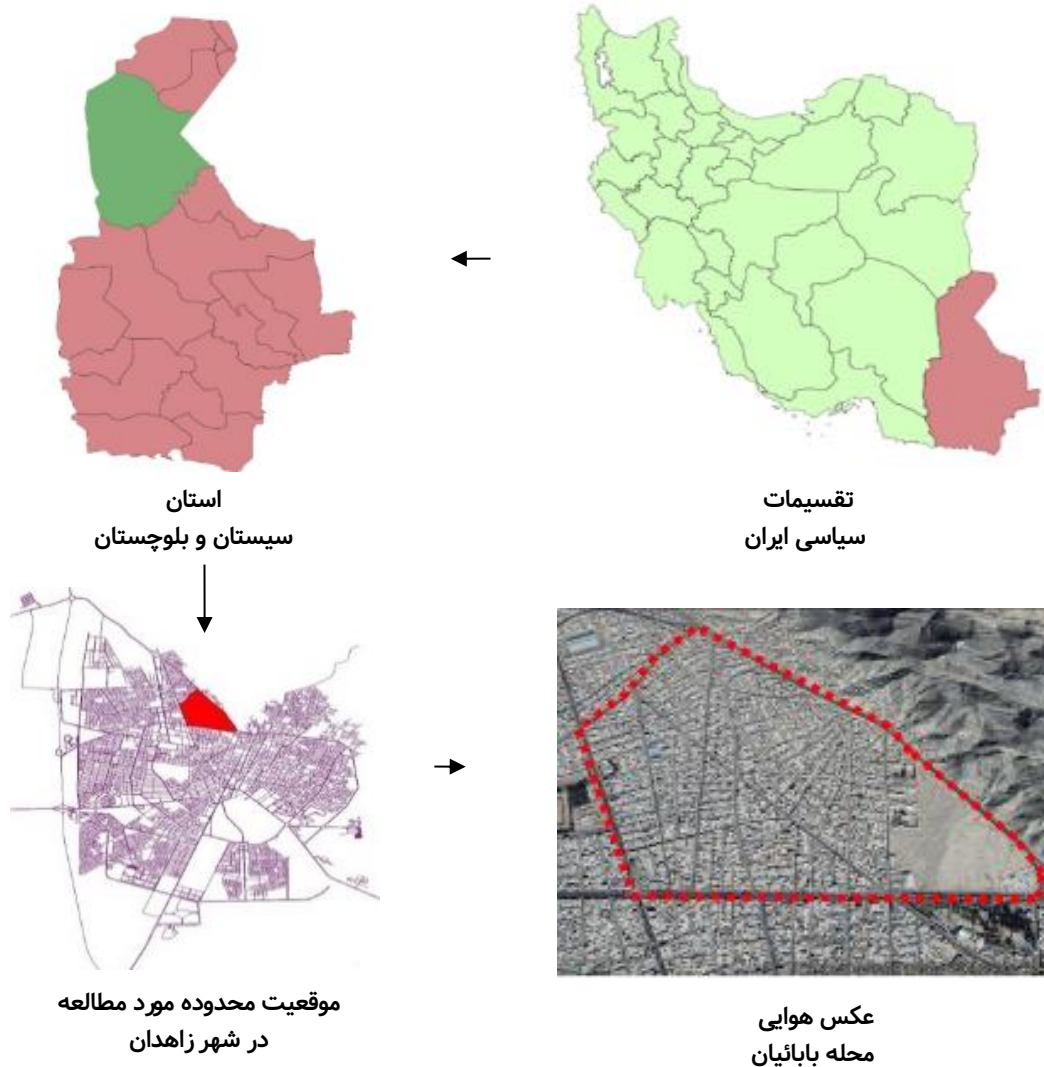 تقسیمات
سیاسی ایران
استان
سیستان و بلوچستان
موقعیت محدوده مورد مطالعه
در شهر زاهدان
عکس هوایی
محله بابائیان